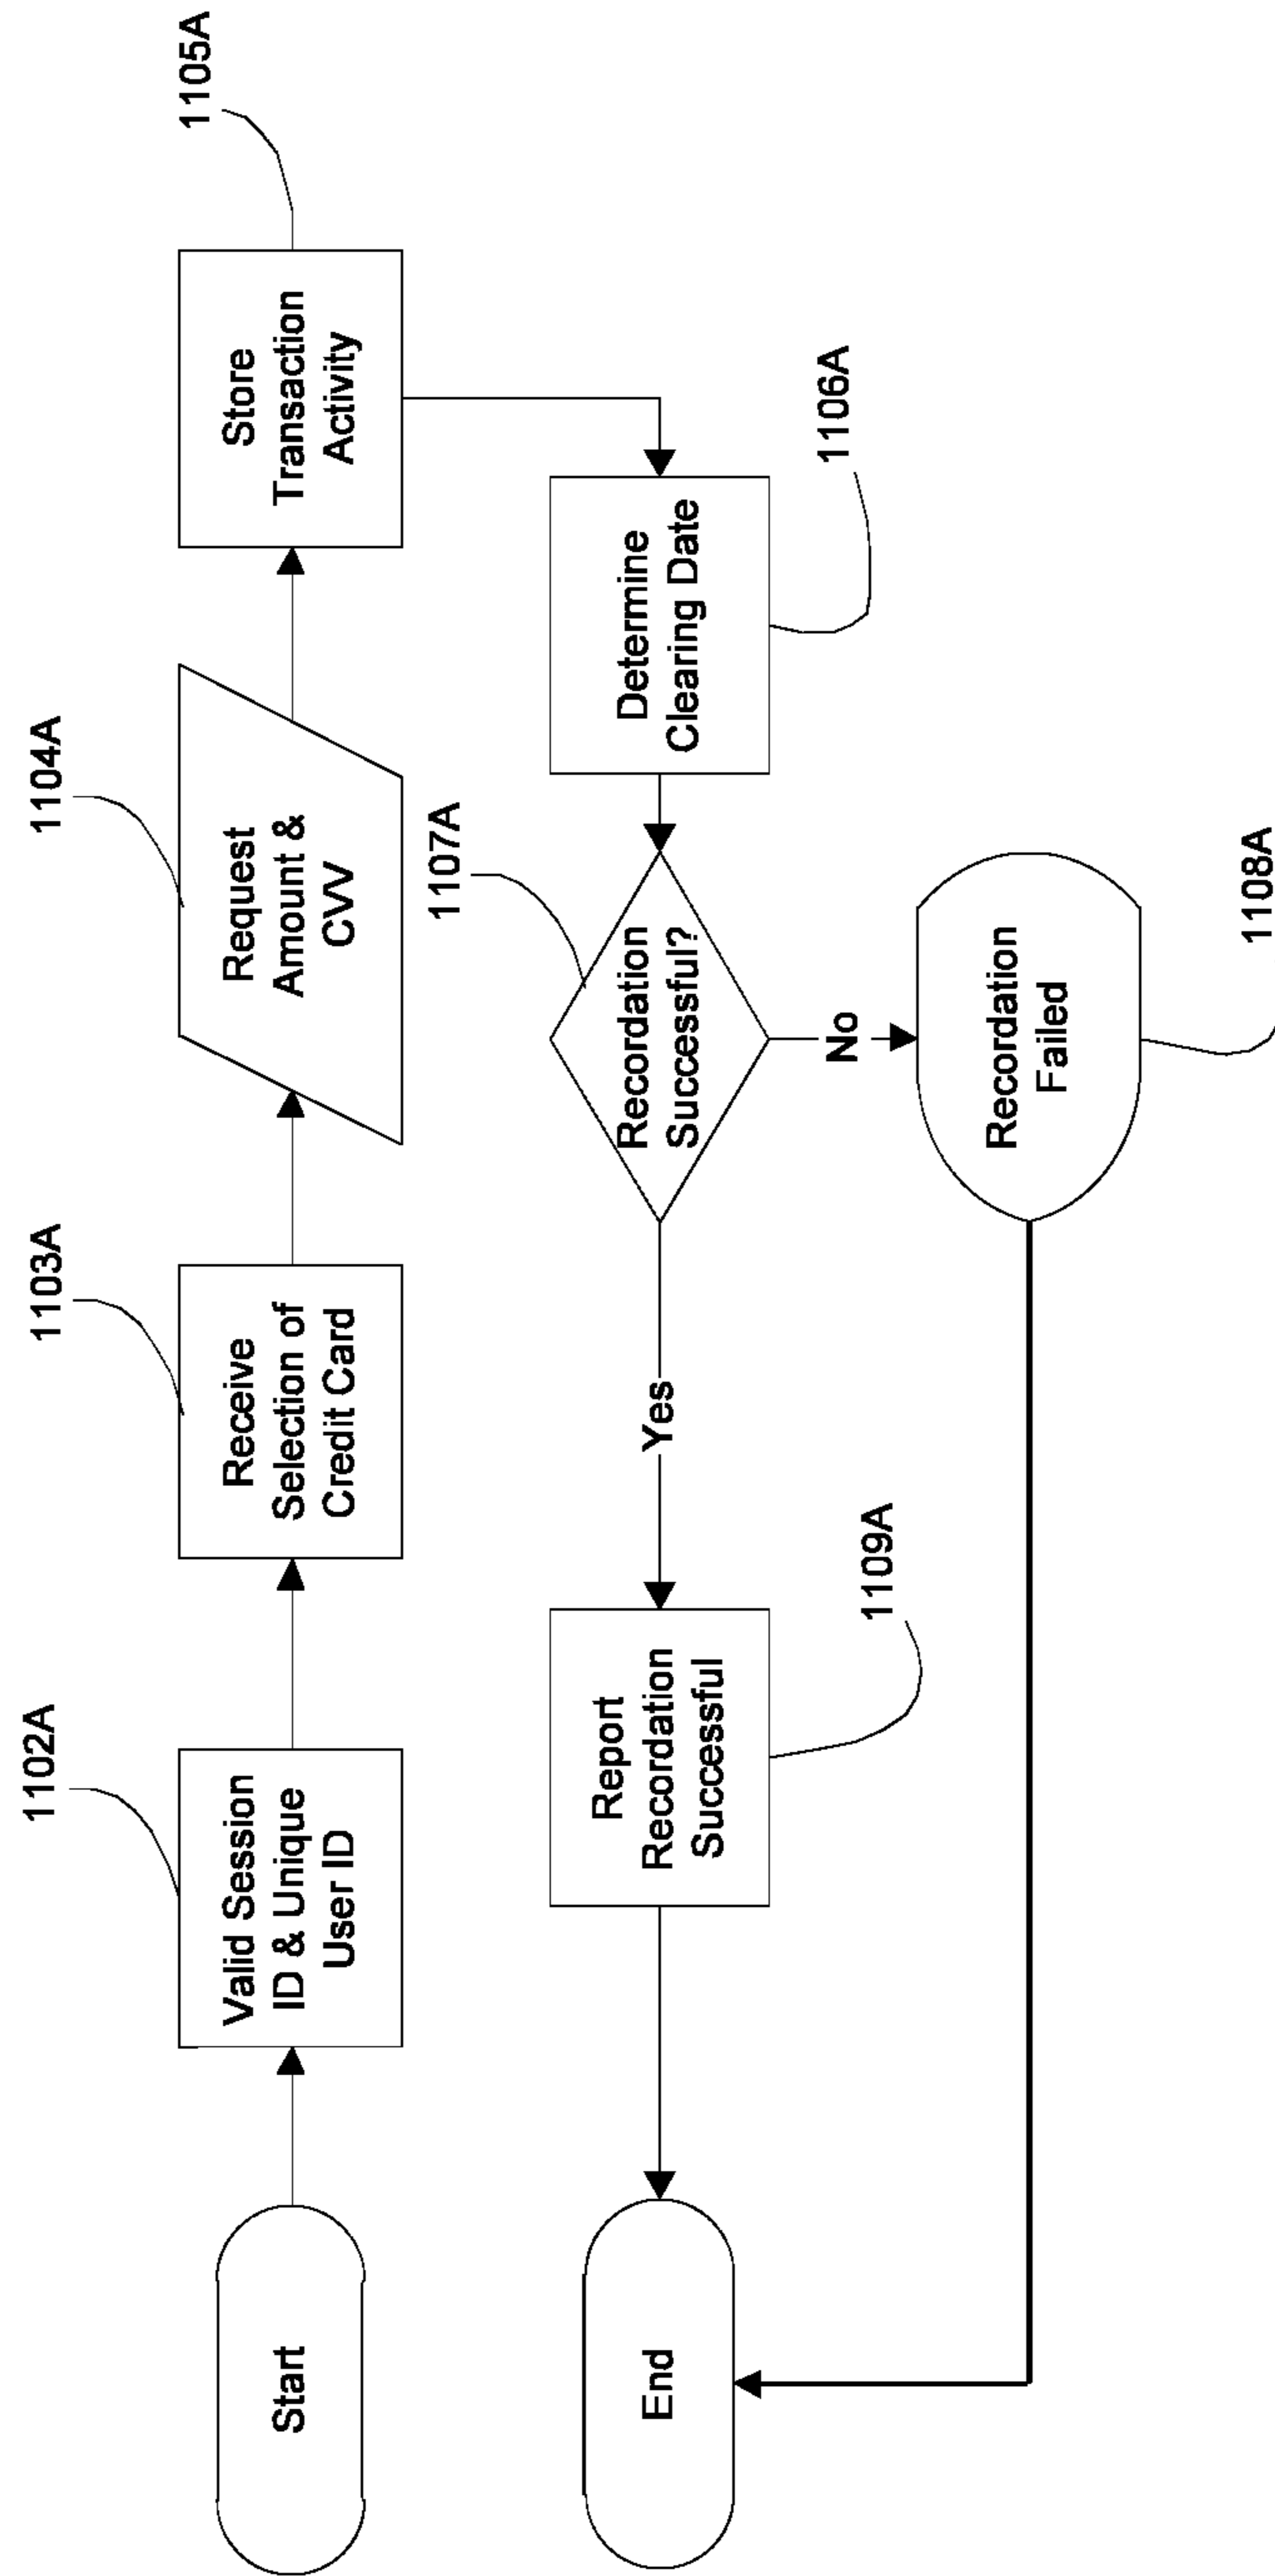 Start
1102A
Valid Session
ID & Unique
User ID
1103A
Receive
Selection of
Credit Card
1104A
Request
Amount &
CVV
1105A
Store
Transaction
Activity
1106A
Determine
Clearing Date
1107A
Recordation
Successful?
No
Recordation
Failed
1108A
Yes
1109A
Report
Recordation
Successful
End